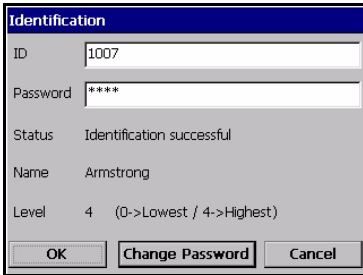 Identification
ID 1007
Password ****
Status Identification successful
Name Armstrong
Level 4 (0->Lowest / 4->Highest)
OK Change Password Cancel